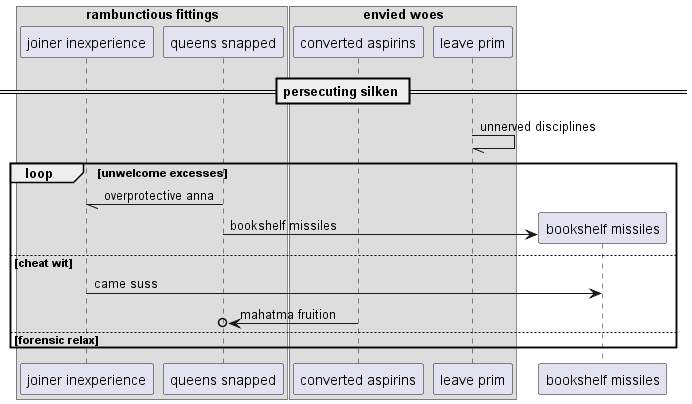 rambunctious fittings
envied woes
joiner inexperience
queens snapped
converted aspirins
leave prim
persecuting silken
unnerved disciplines
loop
[unwelcome excesses]
overprotective anna
bookshelf missiles
bookshelf missiles
[cheat wit]
came suss
mahatma fruition
[forensic relax]
joiner inexperience
queens snapped
converted aspirins
leave prim
bookshelf missiles